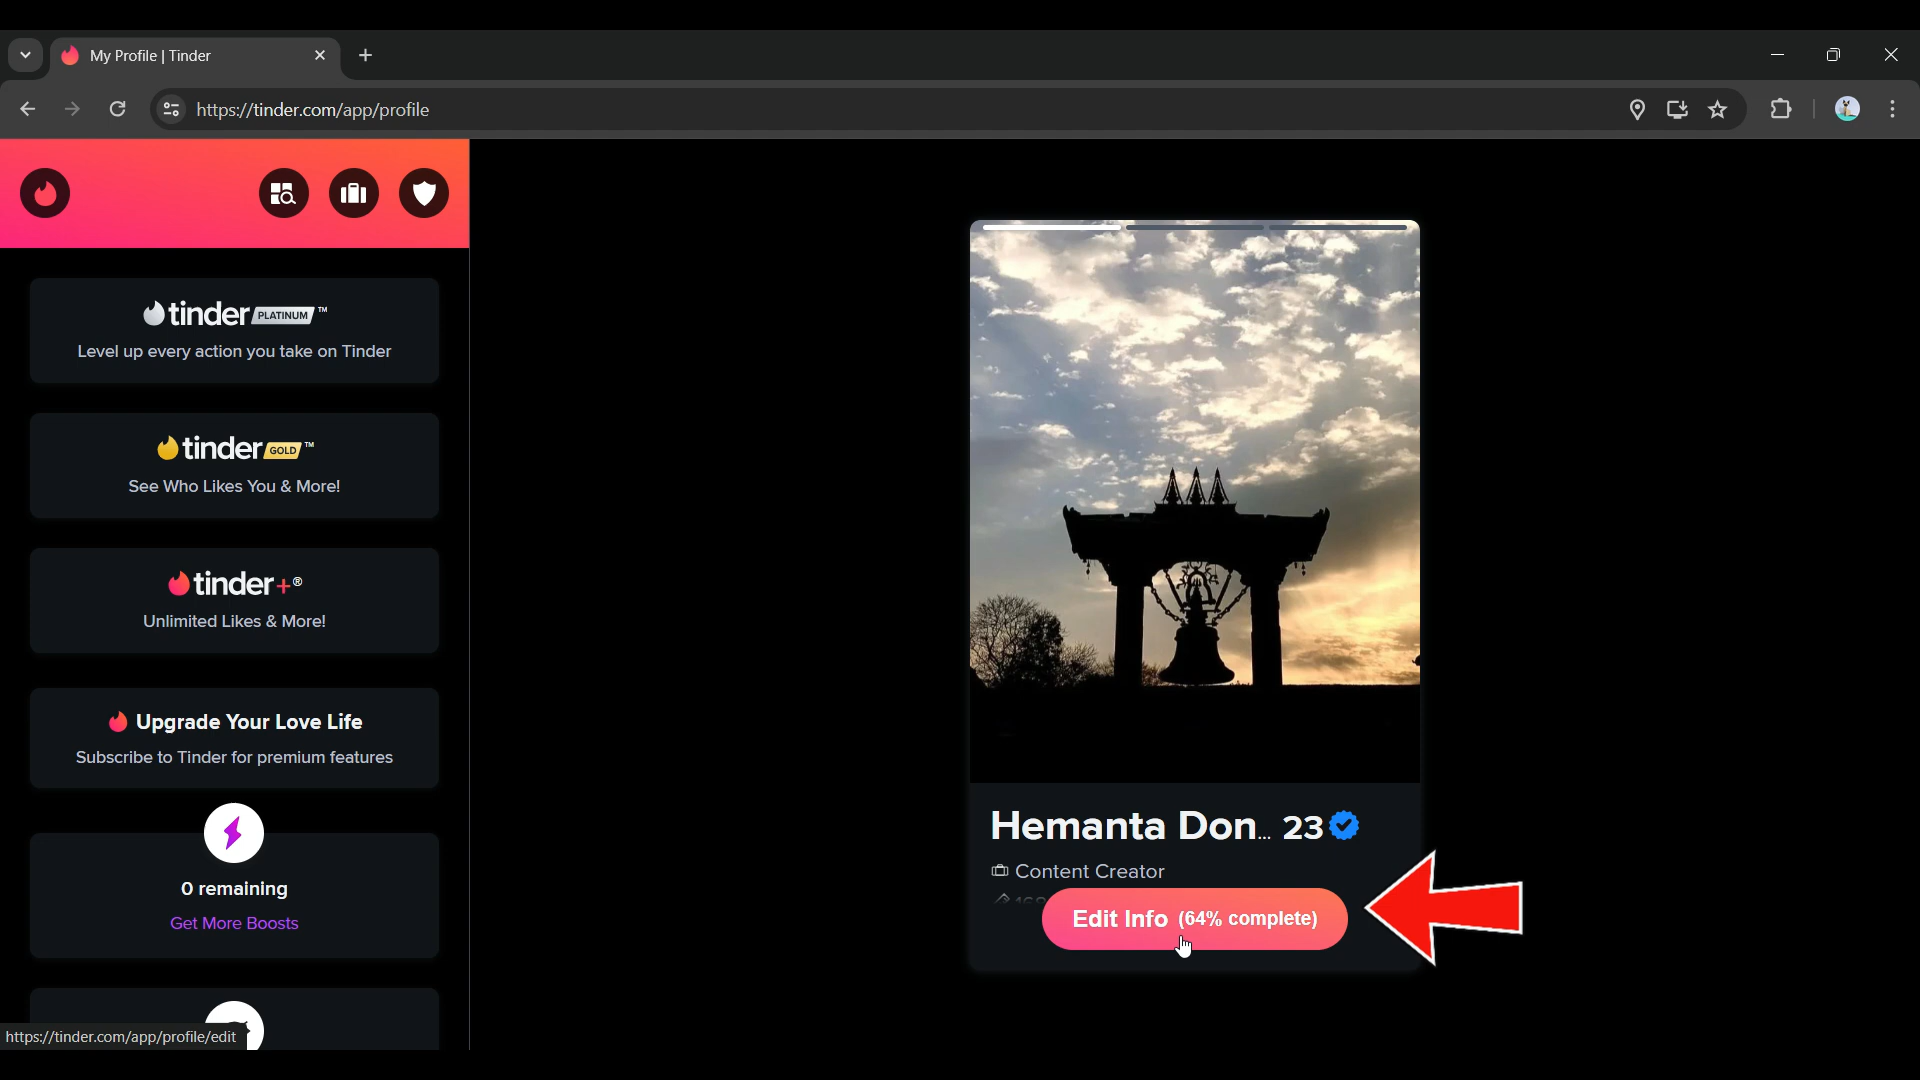 My Profile | Tinder
https://tinder.com/app/profile
tinder PLATINUM ™
Level up every action you take on Tinder
tinder GOLD ™
See Who Likes You & More!
tinder+®
Unlimited Likes & More!
Upgrade Your Love Life
Subscribe to Tinder for premium features
0 remaining
Get More Boosts
https://tinder.com/app/profile/edit
Hemanta Don... 23
Content Creator
Edit Info (64% complete)